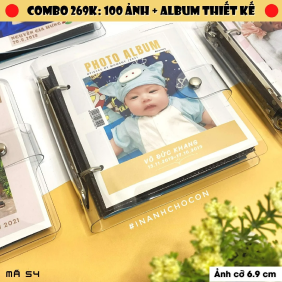 COMBO 269K: 100 ẢNH + ALBUM THIẾT KẾ
PHOTO ALBUM
VÕ ĐỨC KHANG
#INANHCHOCON
2021
MÃ 54
Ảnh cỡ 6.9 cm